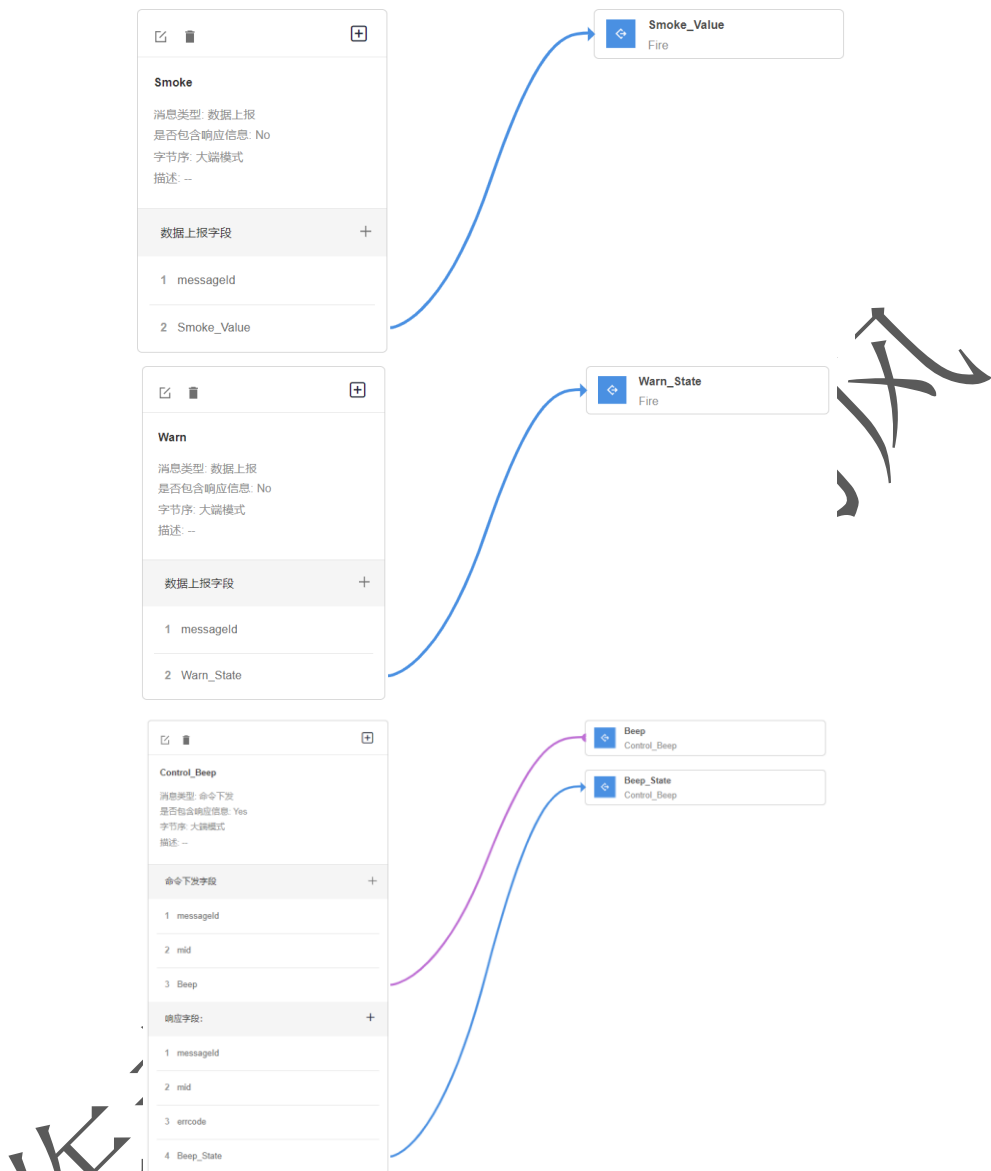 Smoke_Value
Fire
Smoke
消息类型: 数据上报
是否包含响应信息: No
字节序: 大端模式
描述: --
数据上报字段
1 messageId
2 Smoke_Value
Warn_State
Fire
Warn
消息类型: 数据上报
是否包含响应信息: No
字节序: 大端模式
描述: --
数据上报字段
1 messageId
2 Warn_State
Beep
Control_Beep
Beep_State
Control_Beep
Control_Beep
消息类型: 命令下发
是否包含响应信息: Yes
字节序: 大端模式
描述: --
命令下发字段
1 messageId
2 mid
3 Beep
响应字段:
1 messageId
2 mid
3 errcode
4 Beep_State